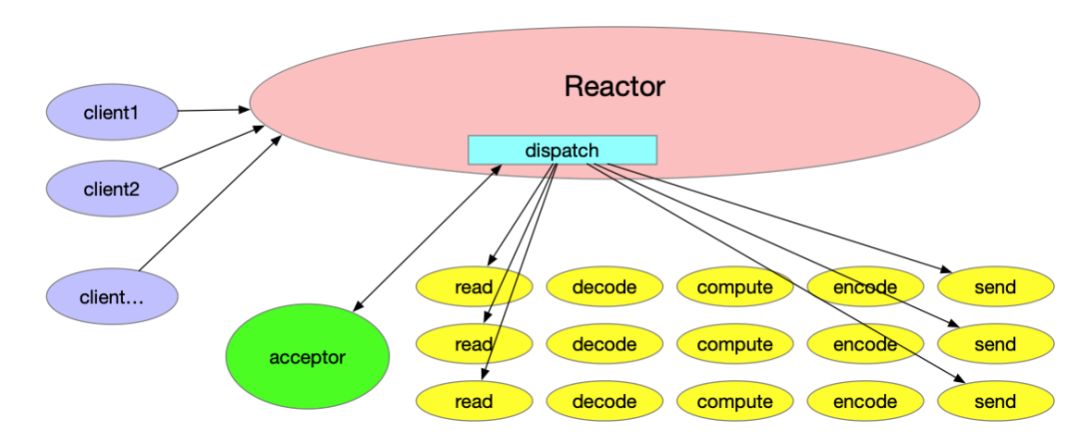 Reactor
client1
dispatch
client2
client...
read decode compute encode send
acceptor
read decode compute encode send
read decode compute encode send